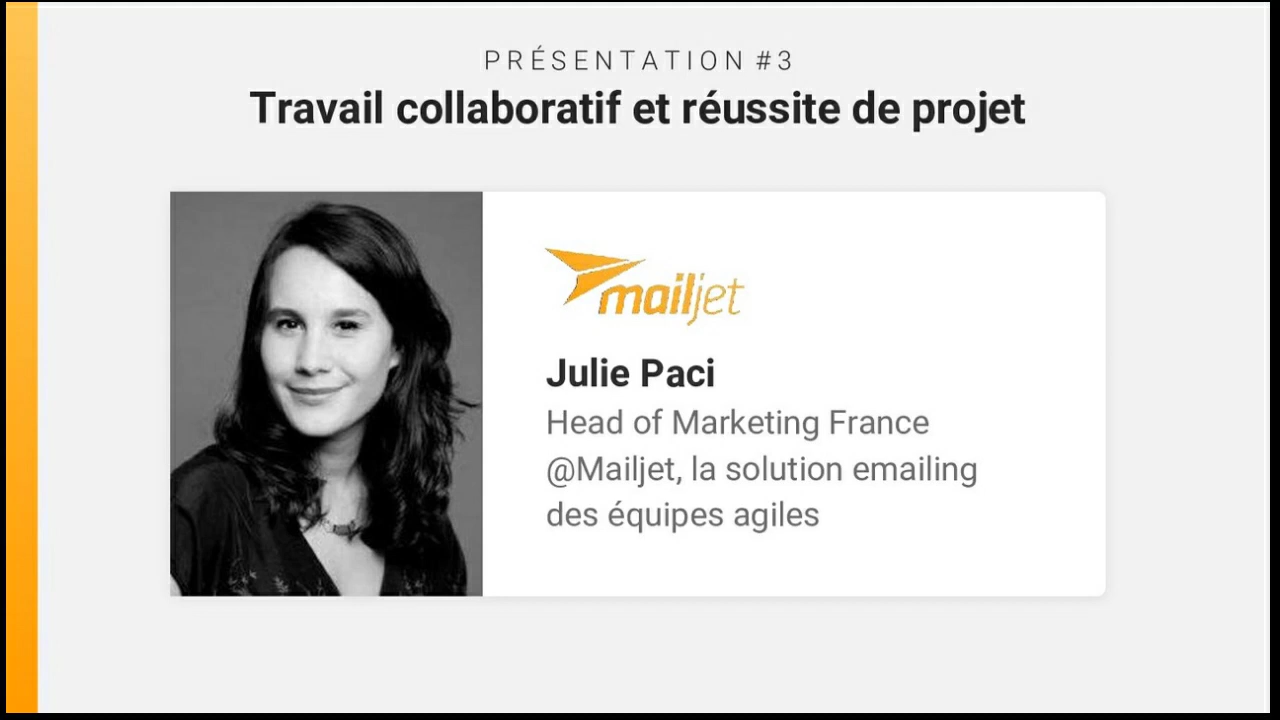 PRÉSENTATION #3
Travail collaboratif et réussite de projet
mailjet
Julie Paci
Head of Marketing France
@Mailjet, la solution emailing
des équipes agiles